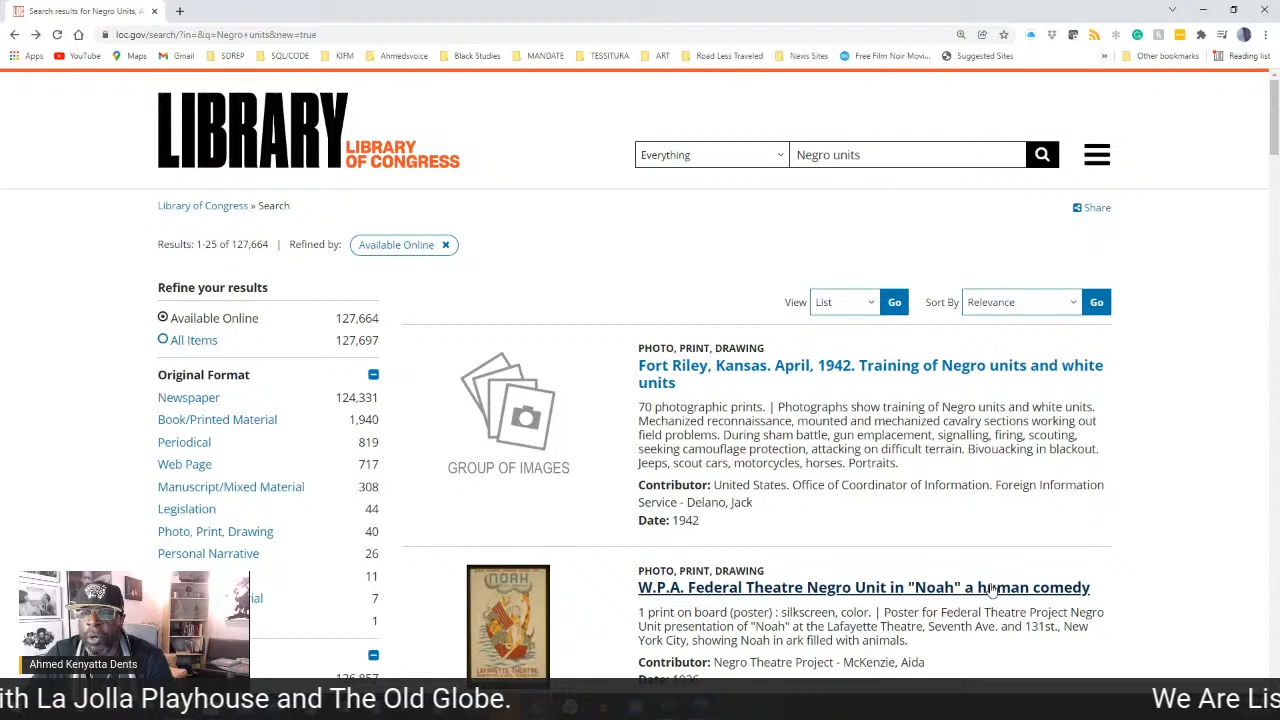 Search results for Negro Units, A
loc.gov/search/?in=&q=Negro+units&new=true
Apps YouTube Maps Gmail SDREP SQL/CODE KIFM Ahmedsvoice Black Studies MANDATE TESSITURA ART Road Less Traveled News Sites Free Film Noir Movi... Suggested Sites » Other bookmarks Reading list
LIBRARY
LIBRARY
OF CONGRESS
Everything Negro units
Library of Congress » Search
Share
Results: 1-25 of 127,664 | Refined by: Available Online ✖
Refine your results
View List Go Sort By Relevance Go
Available Online 127,664
All Items 127,697
Original Format
Newspaper 124,331
Book/Printed Material 1,940
Periodical 819
Web Page 717
Manuscript/Mixed Material 308
Legislation 44
Photo, Print, Drawing 40
Personal Narrative 26
11
ial 7
1
GROUP OF IMAGES
PHOTO, PRINT, DRAWING
Fort Riley, Kansas. April, 1942. Training of Negro units and white
units
70 photographic prints. | Photographs show training of Negro units and white units.
Mechanized reconnaissance, mounted and mechanized cavalry sections working out
field problems. During sham battle, gun emplacement, signalling, firing, scouting,
seeking camouflage protection, attacking on difficult terrain. Bivouacking in blackout.
Jeeps, scout cars, motorcycles, horses. Portraits.
Contributor: United States. Office of Coordinator of Information. Foreign Information
Service - Delano, Jack
Date: 1942
NOAH
LAFAYETTE THEATRE
PHOTO, PRINT, DRAWING
W.P.A. Federal Theatre Negro Unit in "Noah" a human comedy
1 print on board (poster) : silkscreen, color. | Poster for Federal Theatre Project Negro
Unit presentation of "Noah" at the Lafayette Theatre, Seventh Ave. and 131st., New
York City, showing Noah in ark filled with animals.
Contributor: Negro Theatre Project - McKenzie, Aida
Ahmed Kenyatta Dents
ith La Jolla Playhouse and The Old Globe. We Are Lis